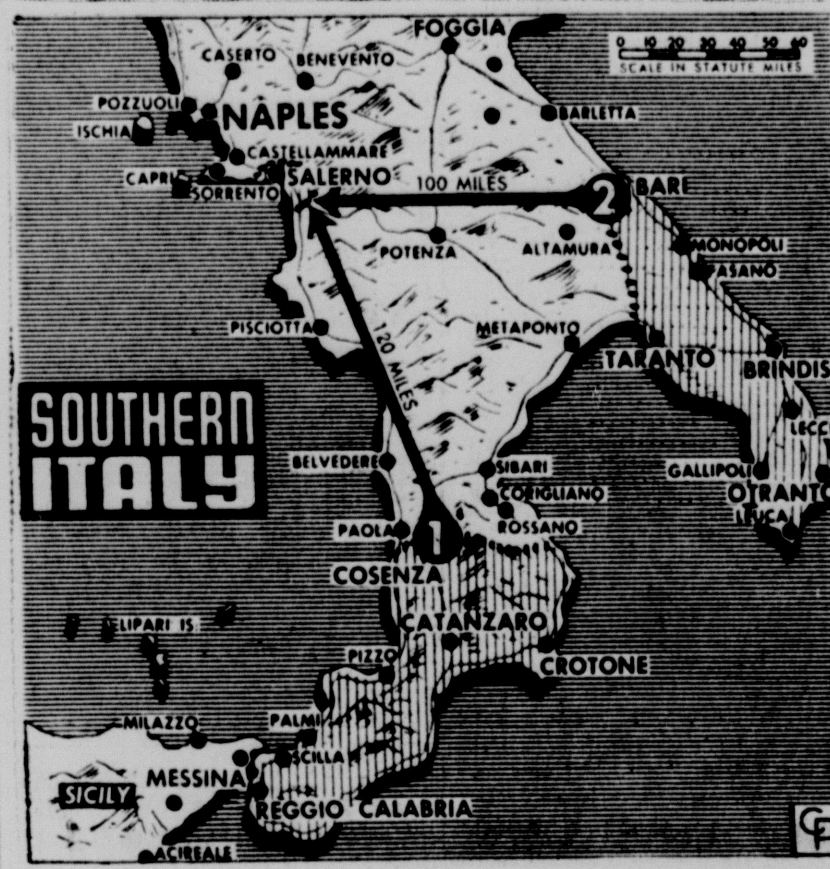 FOGGIA
0 10 20 30 40 50 60
SCALE IN STATUTE MILES
CASERTO
BENEVENTO
POZZUOLI
NAPLES
BARLETTA
ISCHIA
CASTELLAMMARE
CAPRI
SALERNO
SORRENTO
100 MILES
2
BARI
POTENZA
ALTAMURA
MONOPOLI
FASANO
PISCIOTTA
120 MILES
METAPONTO
TARANTO
BRINDIS
SOUTHERN
ITALY
LECC
BELVEDERE
SIBARI
GALLIPOLI
CORIGLIANO
OTRANTO
ROSSANO
LEUCA
PAOLA
1
COSENZA
LIPARI IS.
CATANZARO
PIZZO
CROTONE
MILAZZO
PALMI
SCILLA
MESSINA
SICILY
REGGIO CALABRIA
ACIREALE